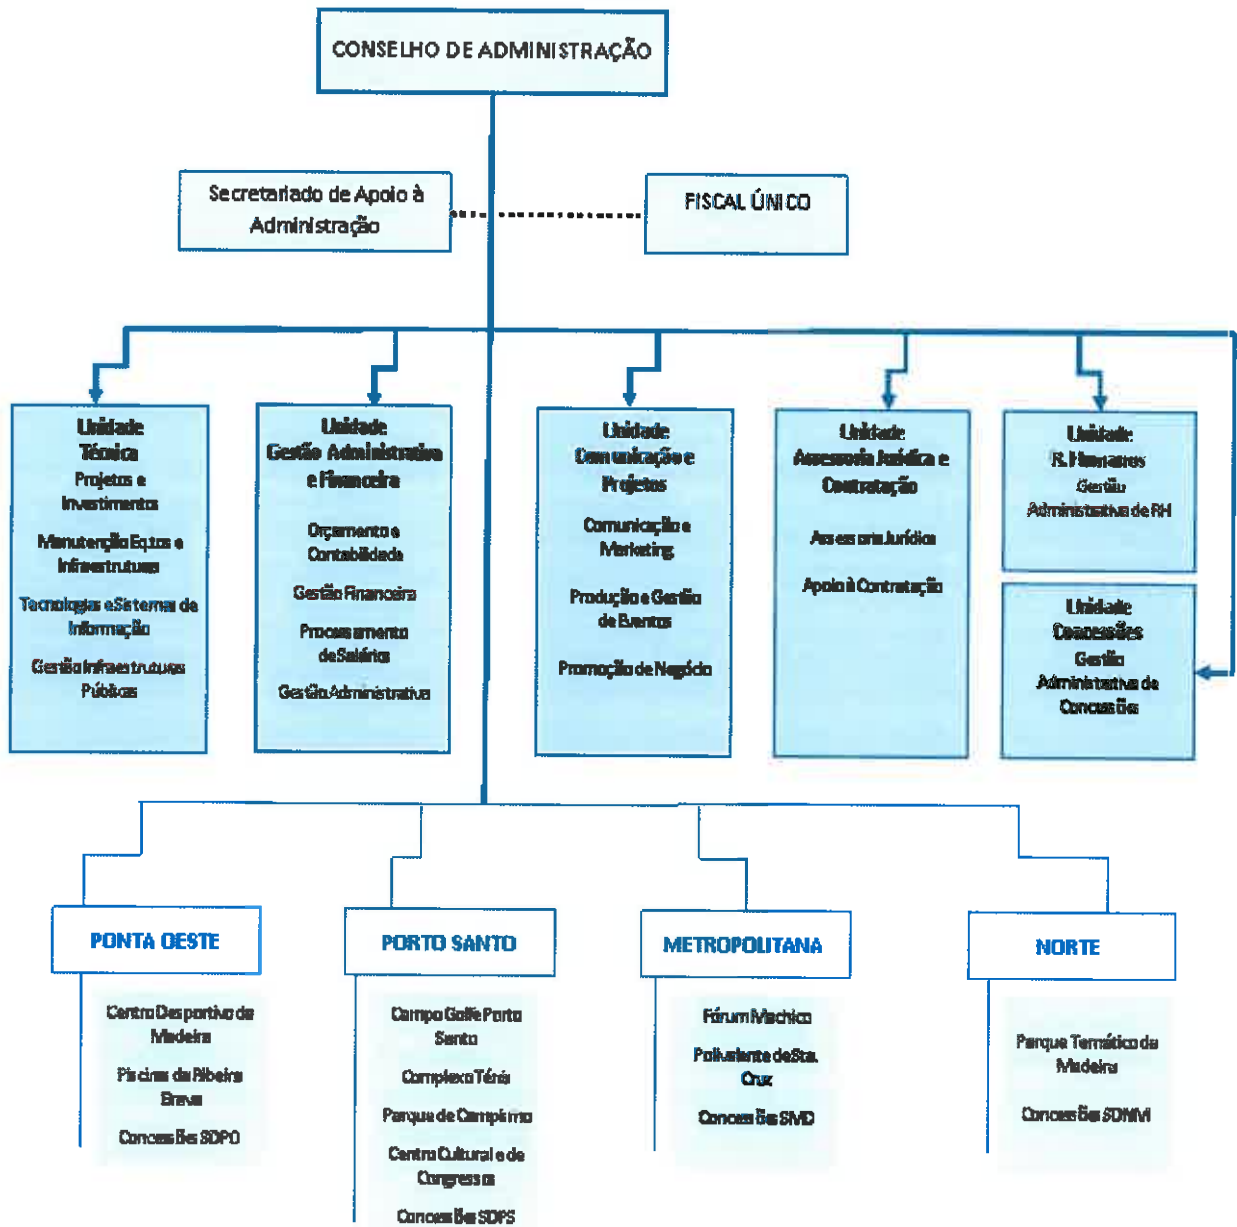 CONSELHO DE ADMINISTRAÇÃO
Secretariado de Apoio à
Administração
FISCAL ÚNICO
Unidade
Técnica
Projetos e
Investimentos
Manutenção Eqtos e
Infraestruturas
Tecnologias e Sistemas de
Informação
Gestão Infraestruturas
Públicas
Unidade
Gestão Administrativa
e Financeira
Orçamento e
Contabilidade
Gestão Financeira
Processamento
de Salários
Gestão Administrativa
Unidade
Comunicação e
Projetos
Comunicação e
Marketing
Produção e Gestão
de Eventos
Promoção de Negócio
Unidade
Assessoria Jurídica e
Contratação
Assessoria Jurídica
Apoio à Contratação
Unidade
R. Humanos
Gestão
Administrativa de RH
Unidade
Concessões
Gestão
Administrativa de
Concessões
PONTA OESTE
Centro Desportivo da
Madeira
Piscinas da Ribeira
Brava
Concessões SDPO
PORTO SANTO
Campo Golfe Porto
Santo
Complexo Ténis
Parque de Campismo
Centro Cultural e de
Congressos
Concessões SDPS
METROPOLITANA
Fórum Machico
Polivalente de Sta.
Cruz
Concessões SMD
NORTE
Parque Temático da
Madeira
Concessões SDNM